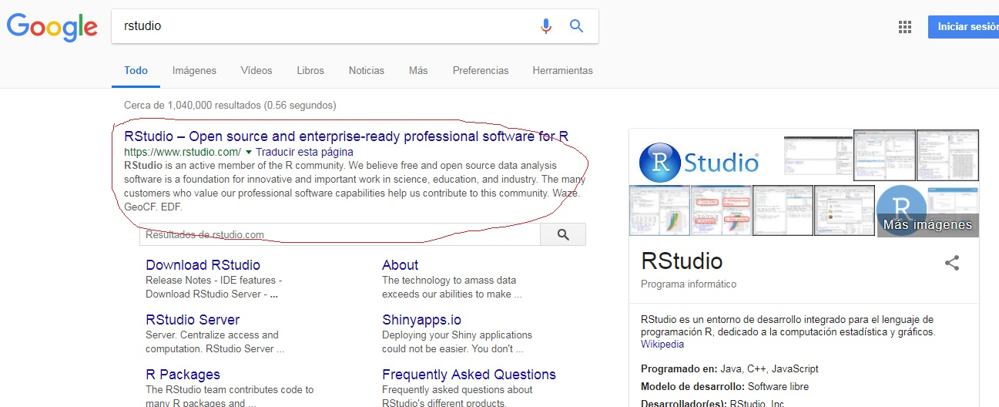 Google
rstudio
Iniciar sesión
Todo Imágenes Vídeos Libros Noticias Más Preferencias Herramientas
Cerca de 1,040,000 resultados (0.56 segundos)
RStudio – Open source and enterprise-ready professional software for R
https://www.rstudio.com/ Traducir esta página
RStudio is an active member of the R community. We believe free and open source data analysis
software is a foundation for innovative and important work in science, education, and industry. The many
customers who value our professional software capabilities help us contribute to this community. Waze.
GeoCF. EDF.
Resultados de rstudio.com
Download RStudio
Release Notes - IDE features -
Download RStudio Server - ...
About
The technology to amass data
exceeds our abilities to make ...
RStudio Server
Server. Centralize access and
computation. RStudio Server ...
Shinyapps.io
Deploying your Shiny applications
could not be easier. You don't ...
R Packages
The RStudio team contributes code to
many R packages and ...
Frequently Asked Questions
Frequently asked questions about
RStudio's different products.
R Studio®
R
Más imágenes
RStudio
Programa informático
RStudio es un entorno de desarrollo integrado para el lenguaje de
programación R, dedicado a la computación estadística y gráficos.
Wikipedia
Programado en: Java, C++, JavaScript
Modelo de desarrollo: Software libre
Desarrollador(es): RStudio, Inc